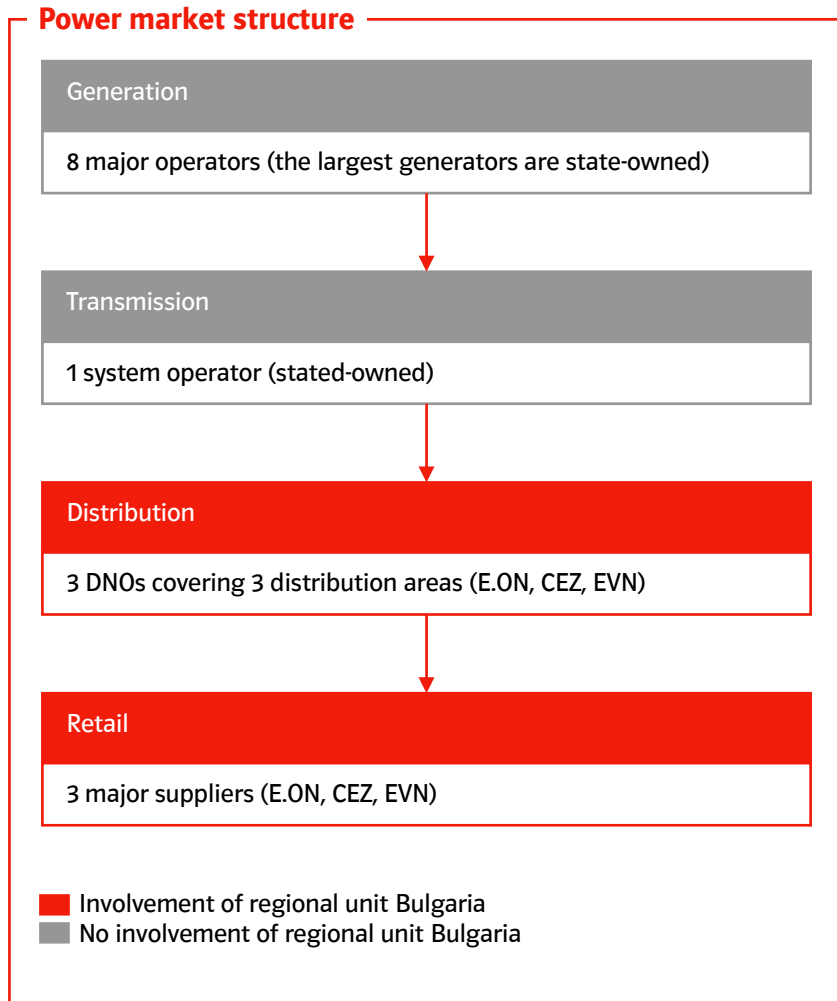 Power market structure
Generation
8 major operators (the largest generators are state-owned)
Transmission
1 system operator (stated-owned)
Distribution
3 DNOs covering 3 distribution areas (E.ON, CEZ, EVN)
Retail
3 major suppliers (E.ON, CEZ, EVN)
Involvement of regional unit Bulgaria
No involvement of regional unit Bulgaria